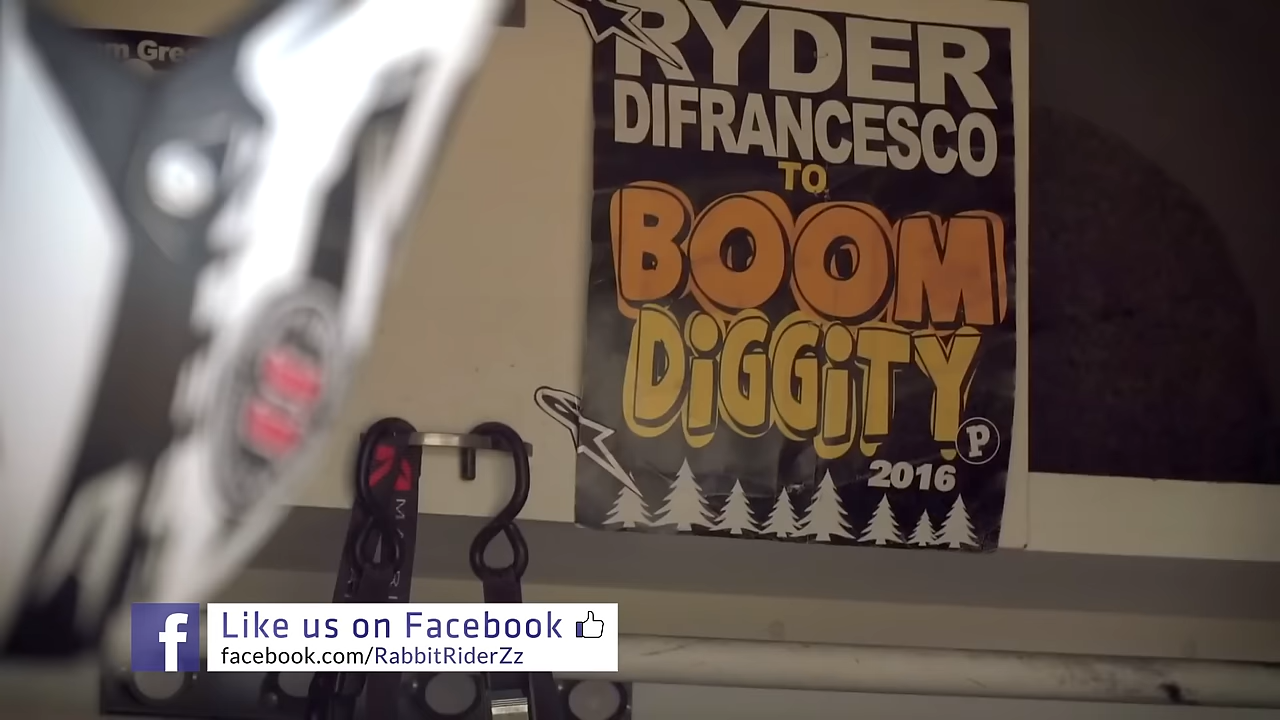 RYDER
DIFRANCESCO
TO
BOOM
DIGGITY
P
2016
Like us on Facebook
facebook.com/RabbitRiderZz